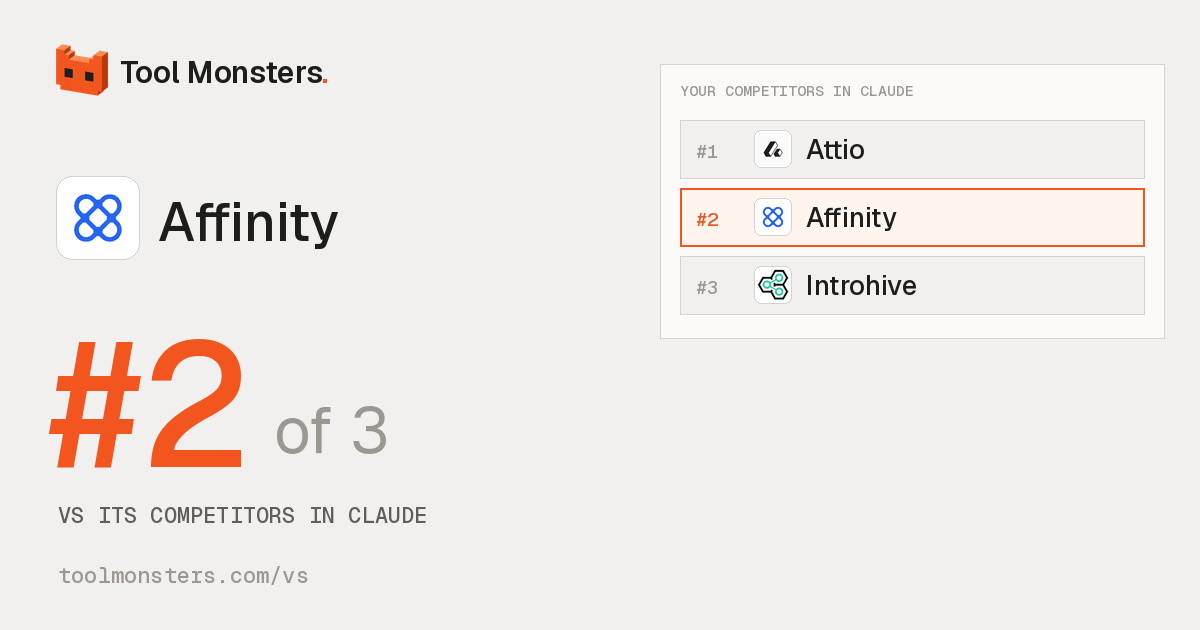 Tool Monsters.
Affinity
#2 of 3
VS ITS COMPETITORS IN CLAUDE
toolmonsters.com/vs
YOUR COMPETITORS IN CLAUDE
#1 Attio
#2 Affinity
#3 Introhive